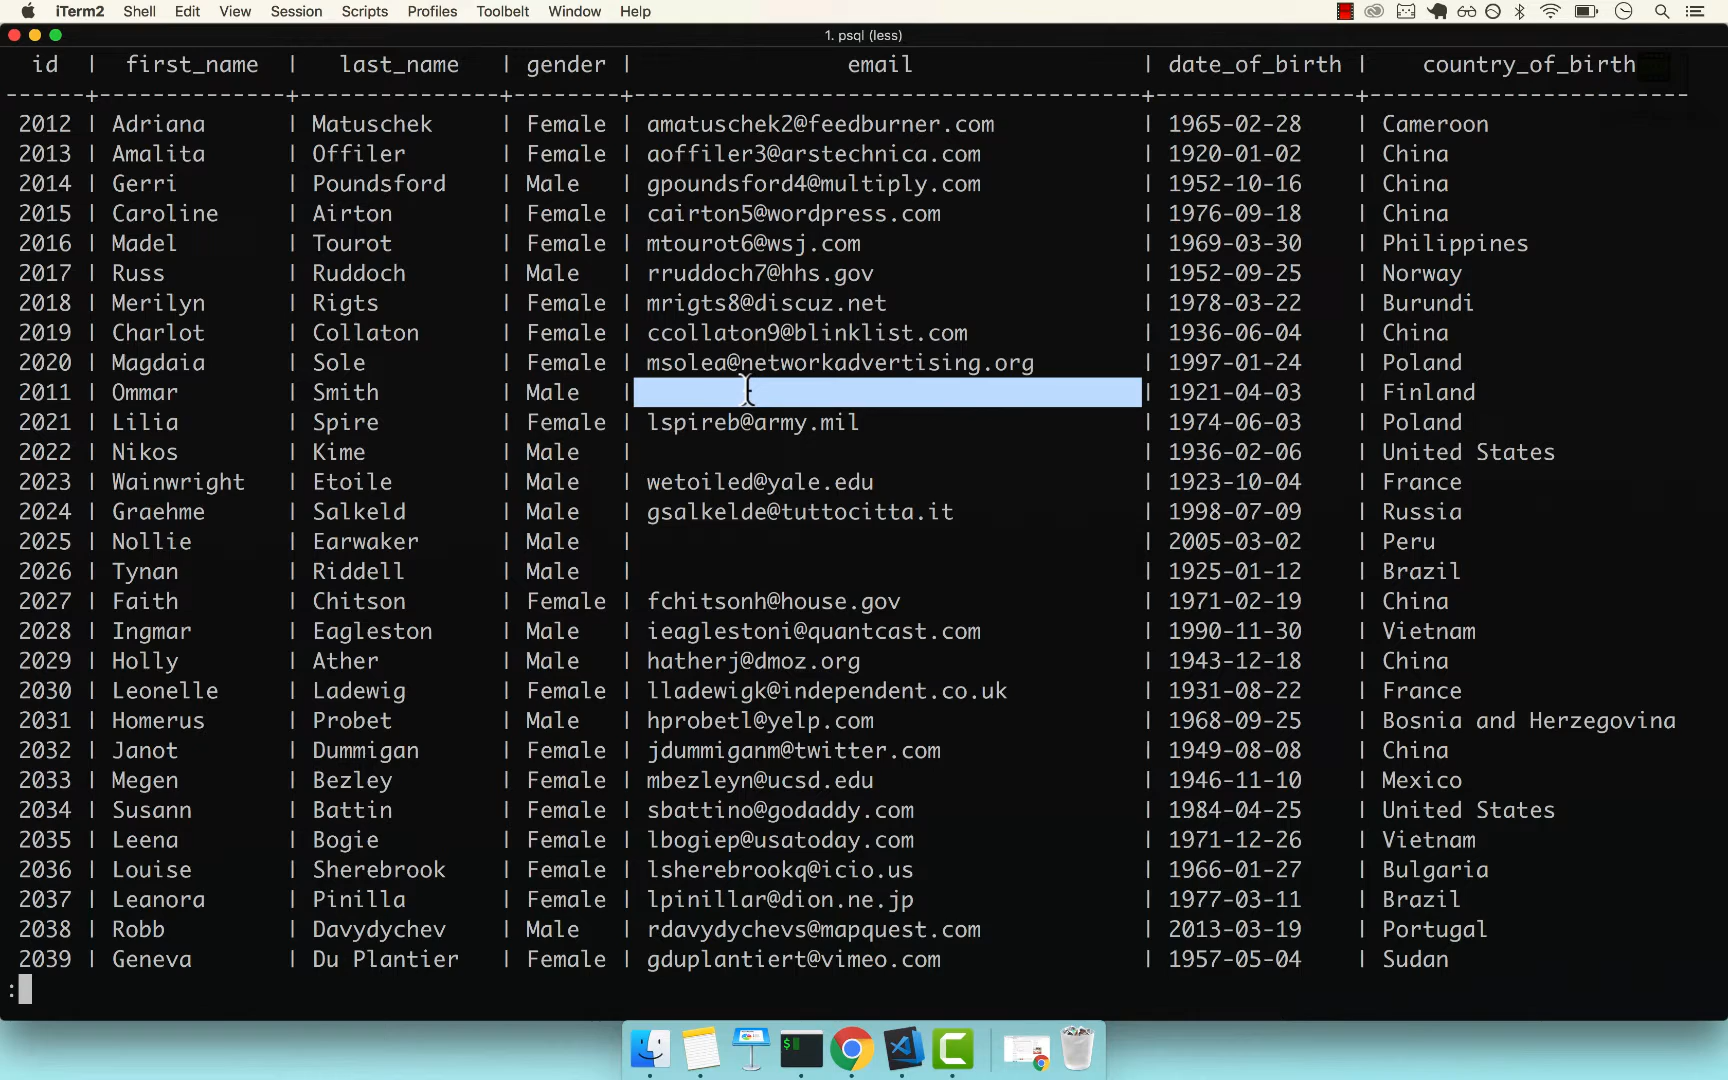 iTerm2 Shell Edit View Session Scripts Profiles Toolbelt Window Help
1. psql (less)
id | first_name | last_name | gender | email | date_of_birth | country_of_birth
------+-------------+---------------+--------+--------------------------------------+---------------+------------------------
2012 | Adriana | Matuschek | Female | amatuschek2@feedburner.com | 1965-02-28 | Cameroon
2013 | Amalita | Offiler | Female | aoffiler3@arstechnica.com | 1920-01-02 | China
2014 | Gerri | Poundsford | Male | gpoundsford4@multiply.com | 1952-10-16 | China
2015 | Caroline | Airton | Female | cairton5@wordpress.com | 1976-09-18 | China
2016 | Madel | Tourot | Female | mtourot6@wsj.com | 1969-03-30 | Philippines
2017 | Russ | Ruddoch | Male | rruddoch7@hhs.gov | 1952-09-25 | Norway
2018 | Merilyn | Rigts | Female | mrigts8@discuz.net | 1978-03-22 | Burundi
2019 | Charlot | Collaton | Female | ccollaton9@blinklist.com | 1936-06-04 | China
2020 | Magdaia | Sole | Female | msolea@networkadvertising.org | 1997-01-24 | Poland
2011 | Ommar | Smith | Male | | 1921-04-03 | Finland
2021 | Lilia | Spire | Female | lspireb@army.mil | 1974-06-03 | Poland
2022 | Nikos | Kime | Male | | 1936-02-06 | United States
2023 | Wainwright | Etoile | Male | wetoiled@yale.edu | 1923-10-04 | France
2024 | Graehme | Salkeld | Male | gsalkelde@tuttocitta.it | 1998-07-09 | Russia
2025 | Nollie | Earwaker | Male | | 2005-03-02 | Peru
2026 | Tynan | Riddell | Male | | 1925-01-12 | Brazil
2027 | Faith | Chitson | Female | fchitsonh@house.gov | 1971-02-19 | China
2028 | Ingmar | Eagleston | Male | ieaglestoni@quantcast.com | 1990-11-30 | Vietnam
2029 | Holly | Ather | Male | hatherj@dmoz.org | 1943-12-18 | China
2030 | Leonelle | Ladewig | Female | lladewigk@independent.co.uk | 1931-08-22 | France
2031 | Homerus | Probet | Male | hprobetl@yelp.com | 1968-09-25 | Bosnia and Herzegovina
2032 | Janot | Dummigan | Female | jdummiganm@twitter.com | 1949-08-08 | China
2033 | Megen | Bezley | Female | mbezleyn@ucsd.edu | 1946-11-10 | Mexico
2034 | Susann | Battin | Female | sbattino@godaddy.com | 1984-04-25 | United States
2035 | Leena | Bogie | Female | lbogiep@usatoday.com | 1971-12-26 | Vietnam
2036 | Louise | Sherebrook | Female | lsherebrookq@icio.us | 1966-01-27 | Bulgaria
2037 | Leanora | Pinilla | Female | lpinillar@dion.ne.jp | 1977-03-11 | Brazil
2038 | Robb | Davydychev | Male | rdavydychevs@mapquest.com | 2013-03-19 | Portugal
2039 | Geneva | Du Plantier | Female | gduplantiert@vimeo.com | 1957-05-04 | Sudan
: